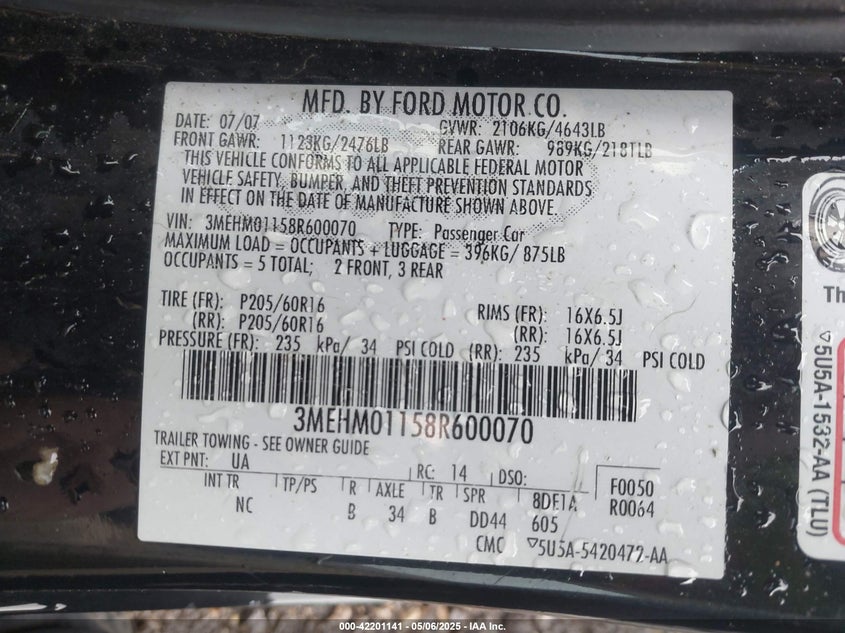 MFD. BY FORD MOTOR CO.
DATE: 07/07 GVWR: 2106KG/4643LB
FRONT GAWR: 1123KG/2476LB REAR GAWR: 989KG/2181LB
THIS VEHICLE CONFORMS TO ALL APPLICABLE FEDERAL MOTOR
VEHICLE SAFETY, BUMPER, AND THEFT PREVENTION STANDARDS
IN EFFECT ON THE DATE OF MANUFACTURE SHOWN ABOVE.
VIN: 3MEHM01158R600070 TYPE: Passenger Car
MAXIMUM LOAD = OCCUPANTS + LUGGAGE = 396KG/ 875LB
OCCUPANTS = 5 TOTAL; 2 FRONT, 3 REAR
TIRE (FR): P205/60R16 RIMS (FR): 16X6.5J
(RR): P205/60R16 (RR): 16X6.5J
PRESSURE (FR): 235 kPa/ 34 PSI COLD (RR): 235 kPa/ 34 PSI COLD
3MEHM01158R600070
TRAILER TOWING - SEE OWNER GUIDE
EXT PNT: UA RC: 14 DSO: F0050
INT TR TP/PS R AXLE TR SPR 8DE1A R0064
NC B 34 B DD44 605
CMC ▽5U5A-5420472-AA
Th
▽5U5A-1532-AA (TLU)
000-42201141 - 05/06/2025 - IAA Inc.